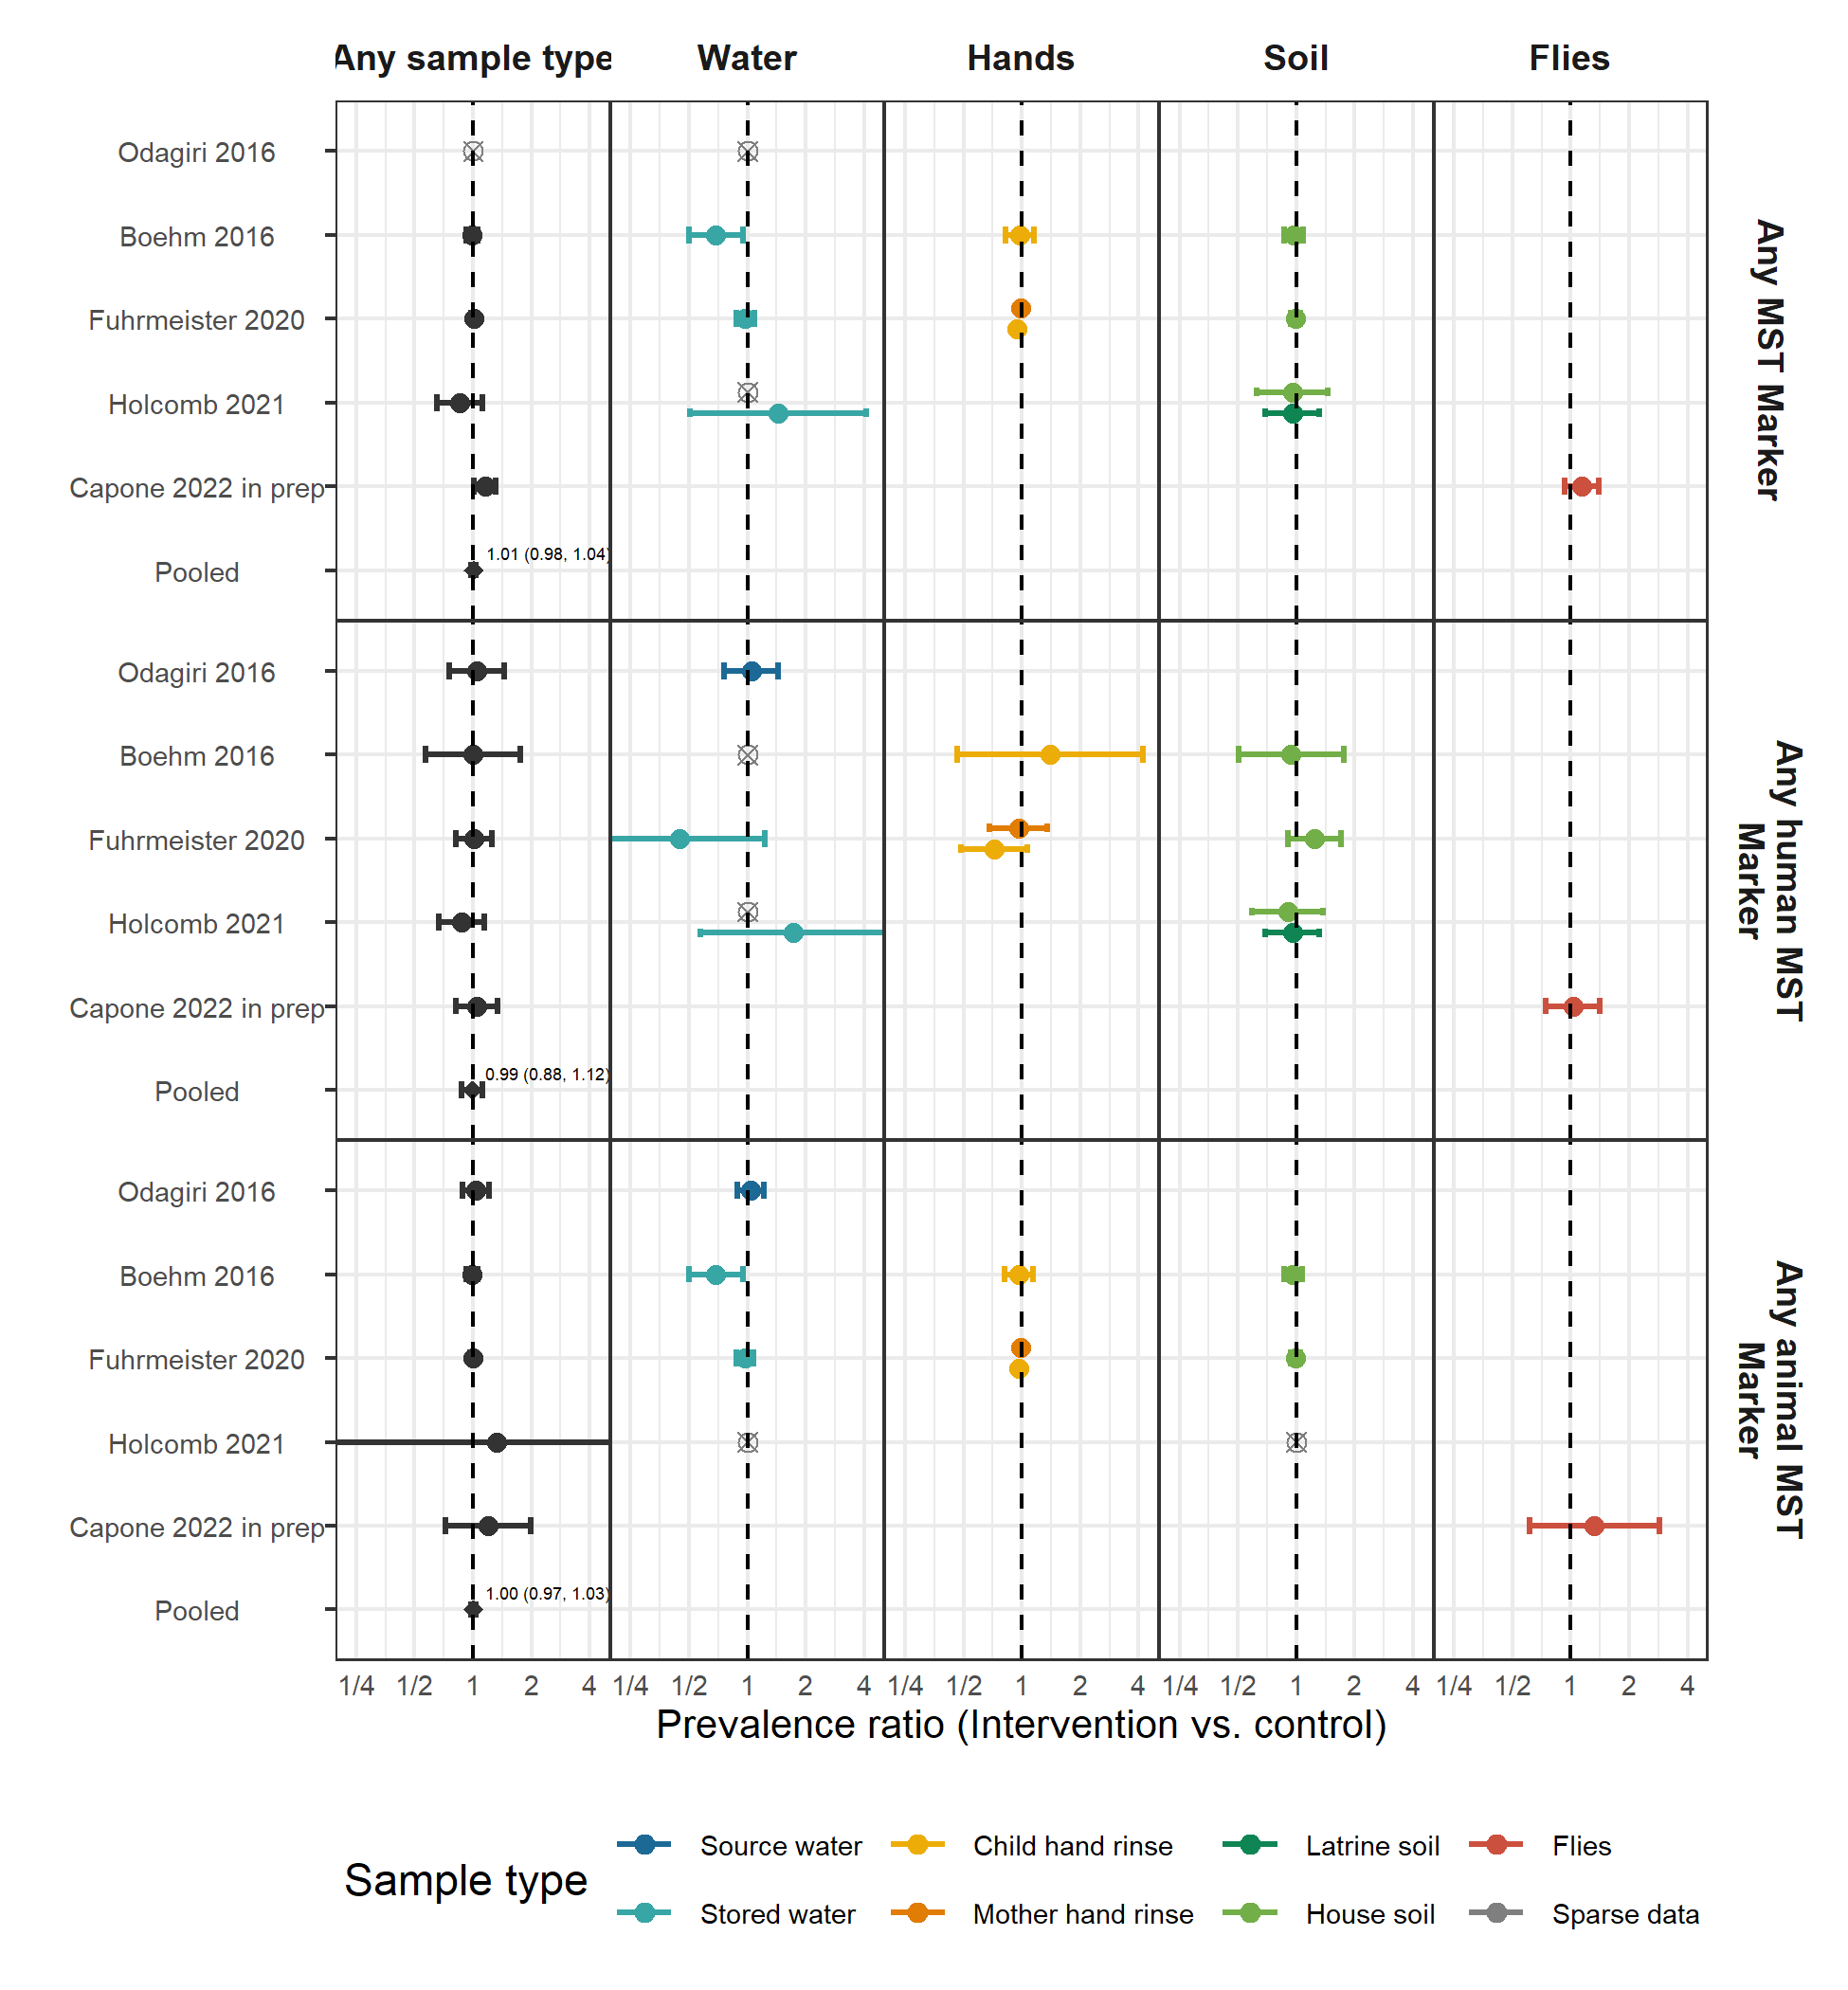 Any sample type
Water
Hands
Soil
Flies
Odagiri 2016
Boehm 2016
Fuhrmeister 2020
Holcomb 2021
Capone 2022 in prep
Pooled
1.01 (0.98, 1.04)
Any MST Marker
Odagiri 2016
Boehm 2016
Fuhrmeister 2020
Holcomb 2021
Capone 2022 in prep
Pooled
0.99 (0.88, 1.12)
Any human MST
Marker
Odagiri 2016
Boehm 2016
Fuhrmeister 2020
Holcomb 2021
Capone 2022 in prep
Pooled
1.00 (0.97, 1.03)
Any animal MST
Marker
1/4 1/2 1 2 4 1/4 1/2 1 2 4 1/4 1/2 1 2 4 1/4 1/2 1 2 4 1/4 1/2 1 2 4
Prevalence ratio (Intervention vs. control)
Sample type
Source water
Child hand rinse
Latrine soil
Flies
Stored water
Mother hand rinse
House soil
Sparse data